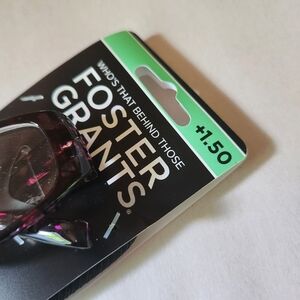 +1.50
WHO'S THAT BEHIND THOSE
FOSTER
GRANTS®